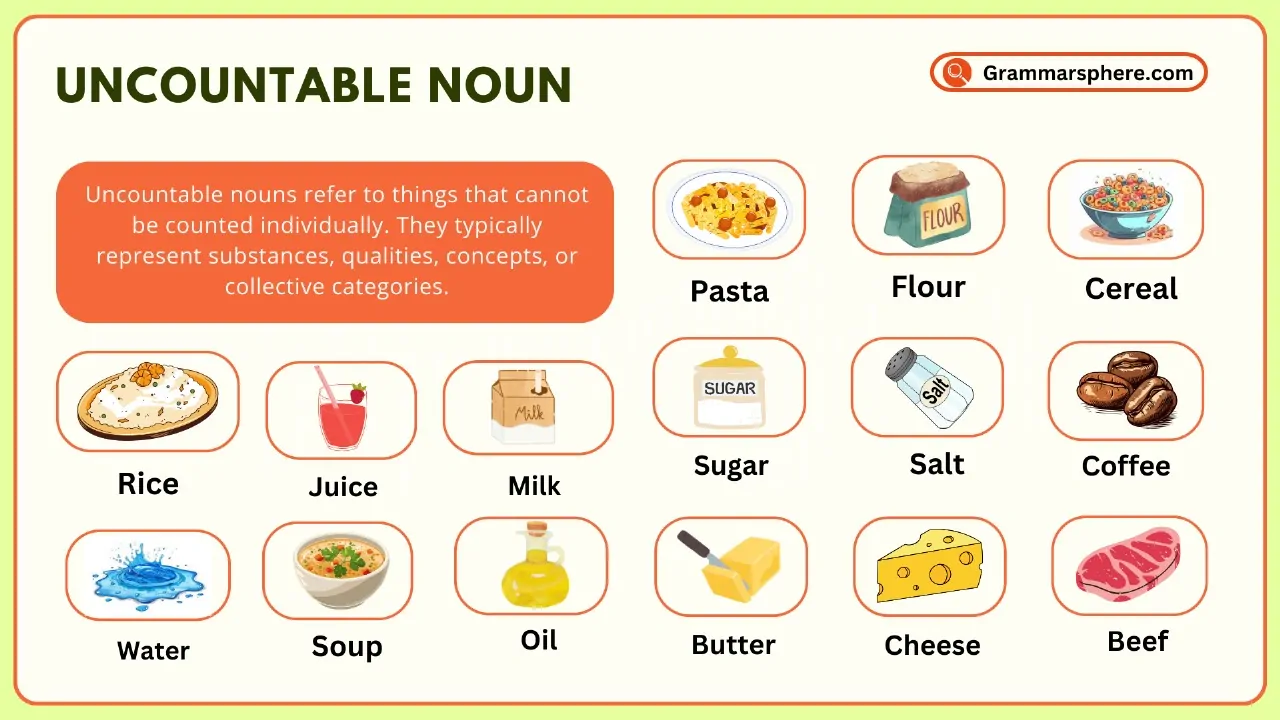 UNCOUNTABLE NOUN
Grammarsphere.com
Uncountable nouns refer to things that cannot
be counted individually. They typically
represent substances, qualities, concepts, or
collective categories.
FLOUR
Pasta
Flour
Cereal
Milk
SUGAR
Salt
Rice
Juice
Milk
Sugar
Salt
Coffee
Water
Soup
Oil
Butter
Cheese
Beef